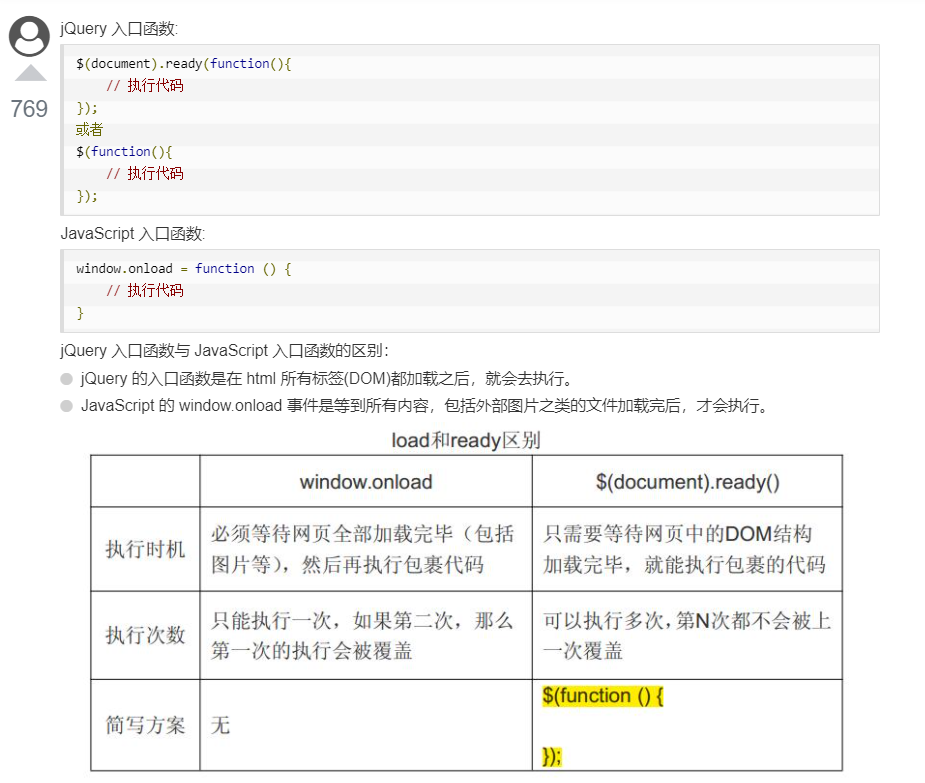 jQuery 入口函数:
769
$(document).ready(function(){
// 执行代码
});
或者
$(function(){
// 执行代码
});
JavaScript 入口函数:
window.onload = function () {
// 执行代码
}
jQuery 入口函数与 JavaScript 入口函数的区别：
jQuery 的入口函数是在 html 所有标签(DOM)都加载之后，就会去执行。
JavaScript 的 window.onload 事件是等到所有内容，包括外部图片之类的文件加载完后，才会执行。
load和ready区别
window.onload
$(document).ready()
执行时机
必须等待网页全部加载完毕（包括
图片等），然后再执行包裹代码
只需要等待网页中的DOM结构
加载完毕，就能执行包裹的代码
执行次数
只能执行一次，如果第二次，那么
第一次的执行会被覆盖
可以执行多次，第N次都不会被上
一次覆盖
简写方案
无
$(function () {
});